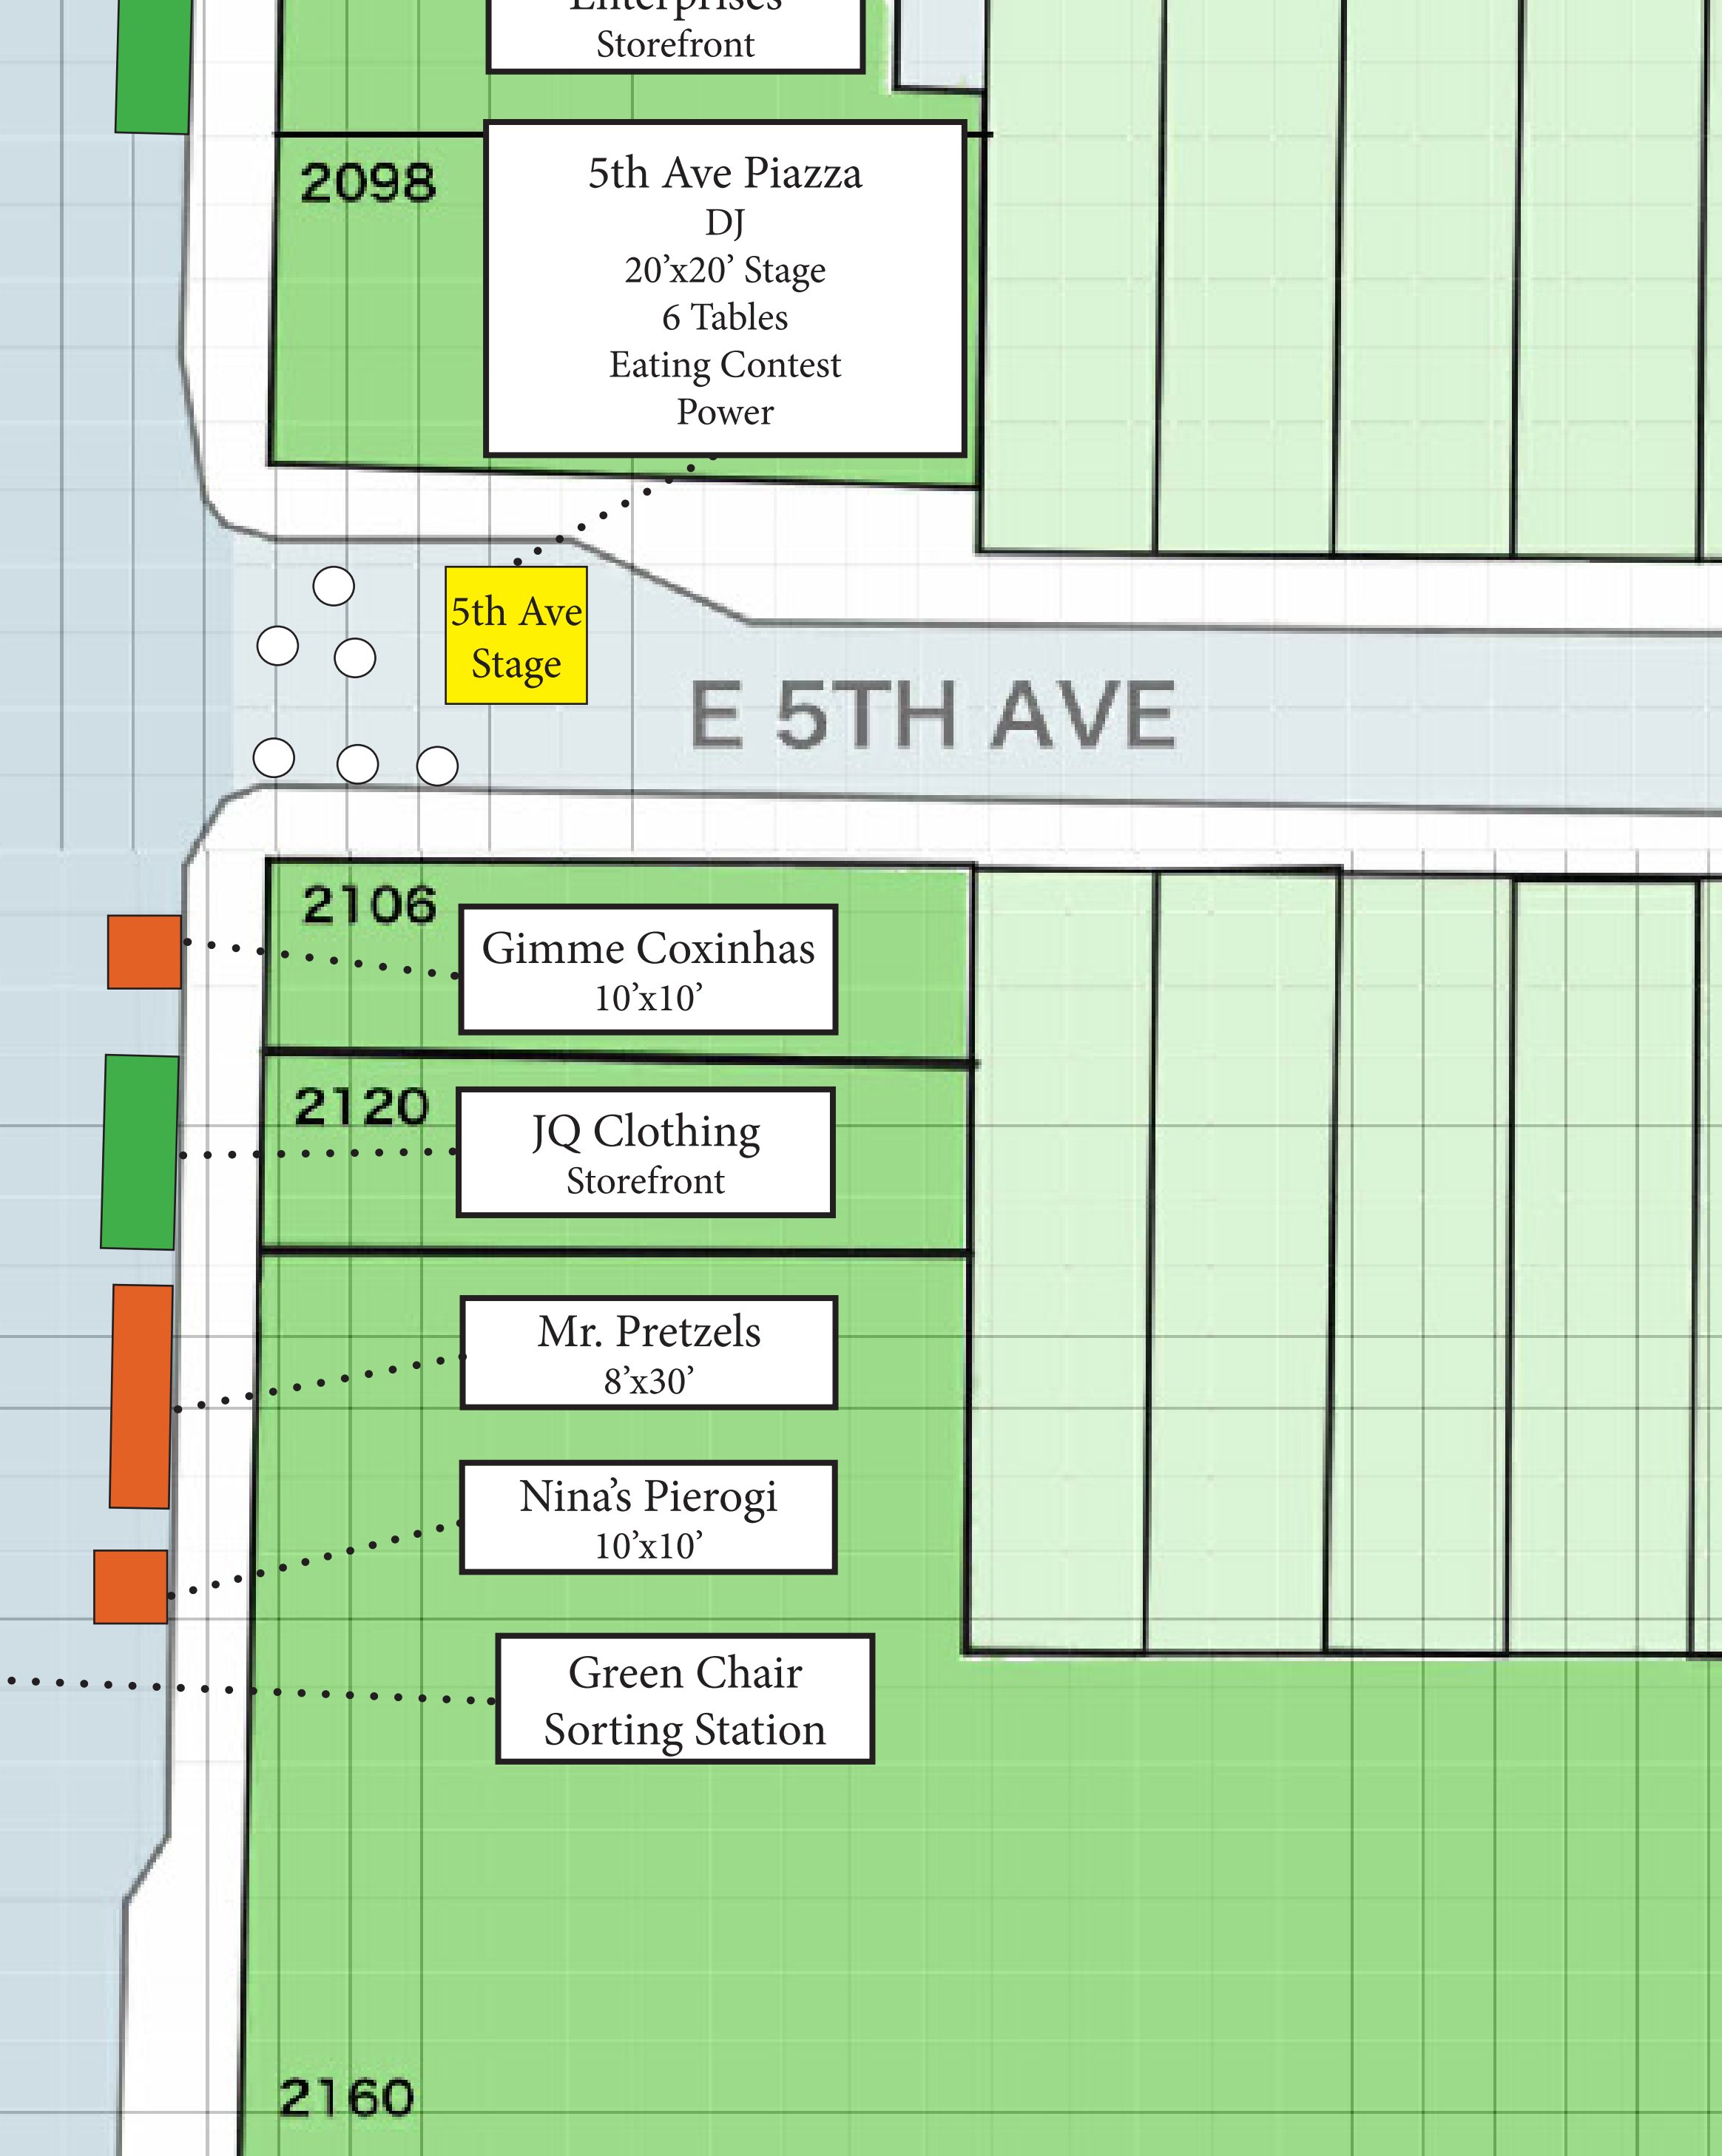 Enterprises
Storefront
2098
5th Ave Piazza
DJ
20’x20’ Stage
6 Tables
Eating Contest
Power
5th Ave
Stage
E 5TH AVE
2106
Gimme Coxinhas
10’x10’
2120
JQ Clothing
Storefront
Mr. Pretzels
8’x30’
Nina’s Pierogi
10’x10’
Green Chair
Sorting Station
2160